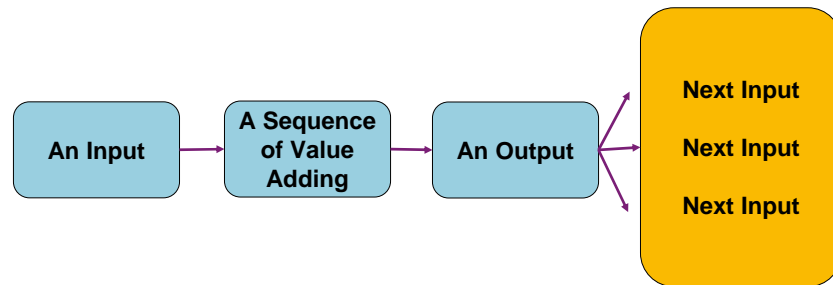 An Input
A Sequence
of Value
Adding
An Output
Next Input
Next Input
Next Input